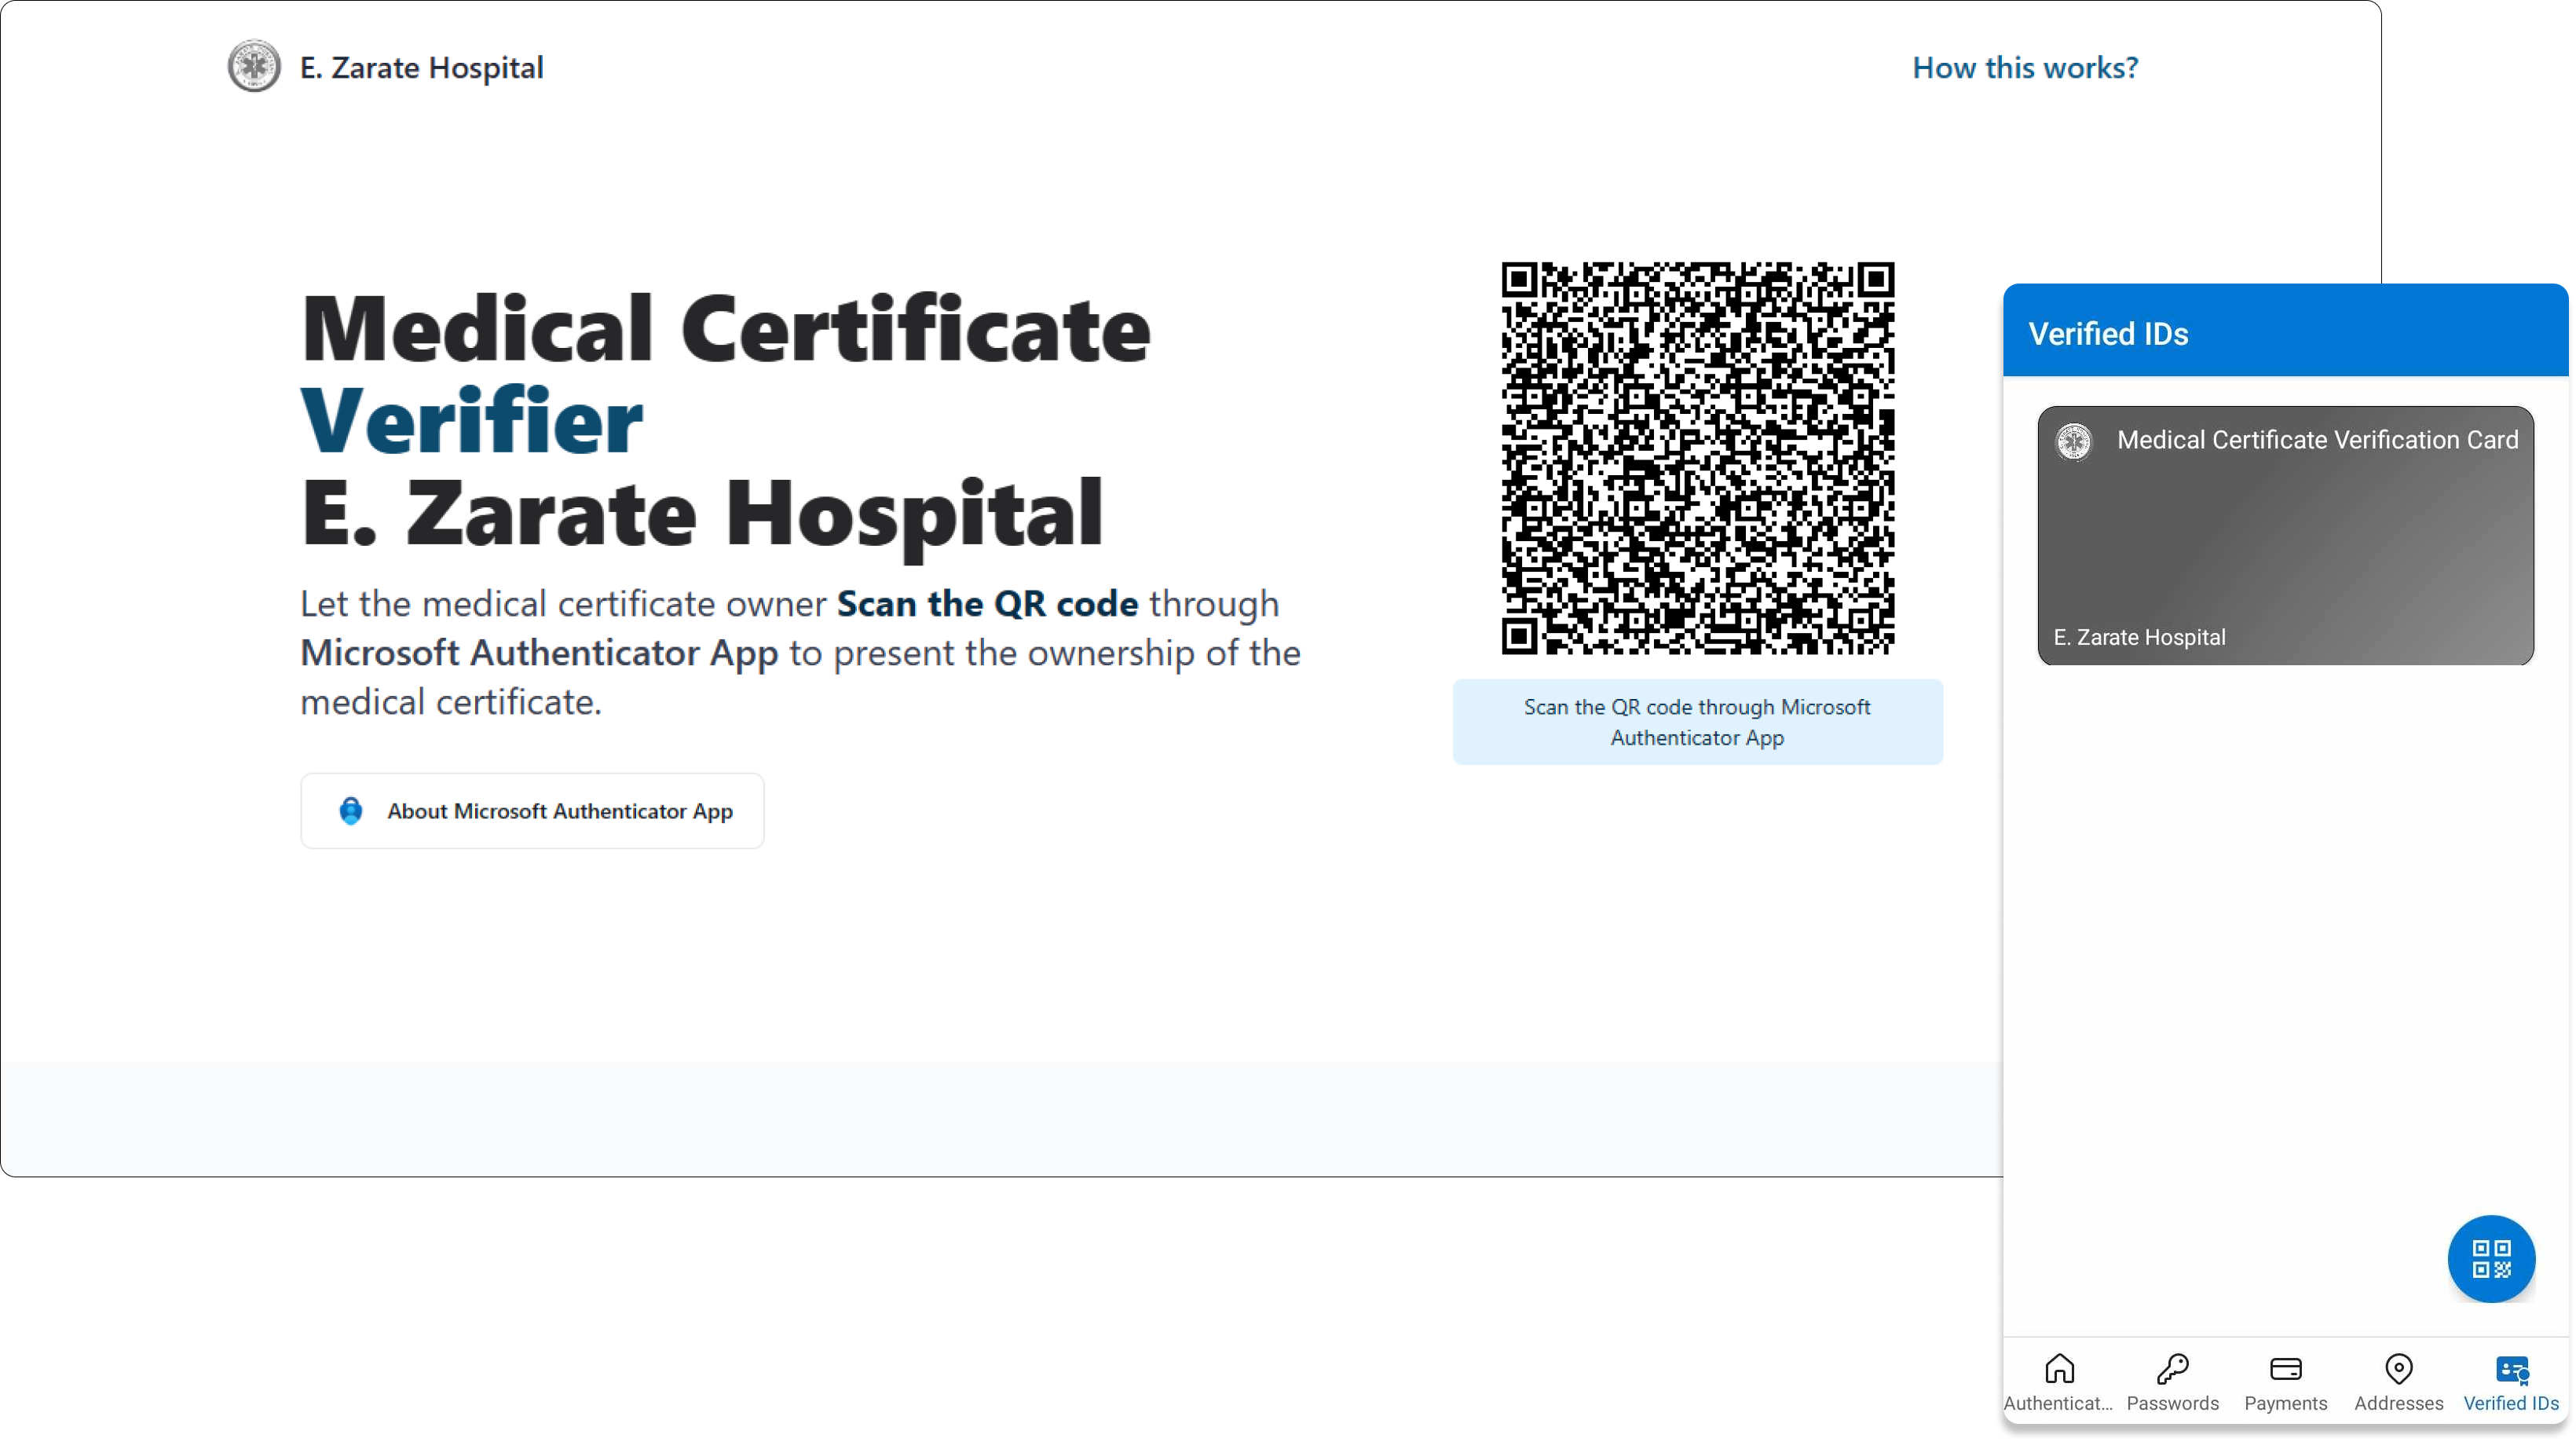 E. Zarate Hospital
How this works?
Medical Certificate
Verifier
E. Zarate Hospital
Let the medical certificate owner Scan the QR code through
Microsoft Authenticator App to present the ownership of the
medical certificate.
About Microsoft Authenticator App
Scan the QR code through Microsoft
Authenticator App
Verified IDs
Medical Certificate Verification Card
E. Zarate Hospital
Authenticat...
Passwords
Payments
Addresses
Verified IDs